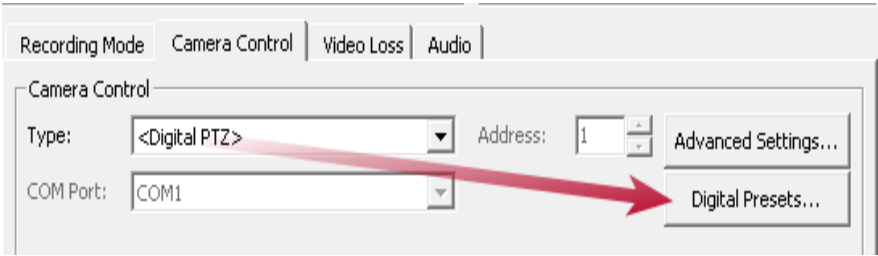 Recording Mode Camera Control Video Loss Audio
Camera Control
Type: <Digital PTZ> Address: 1 Advanced Settings...
COM Port: COM1 Digital Presets...